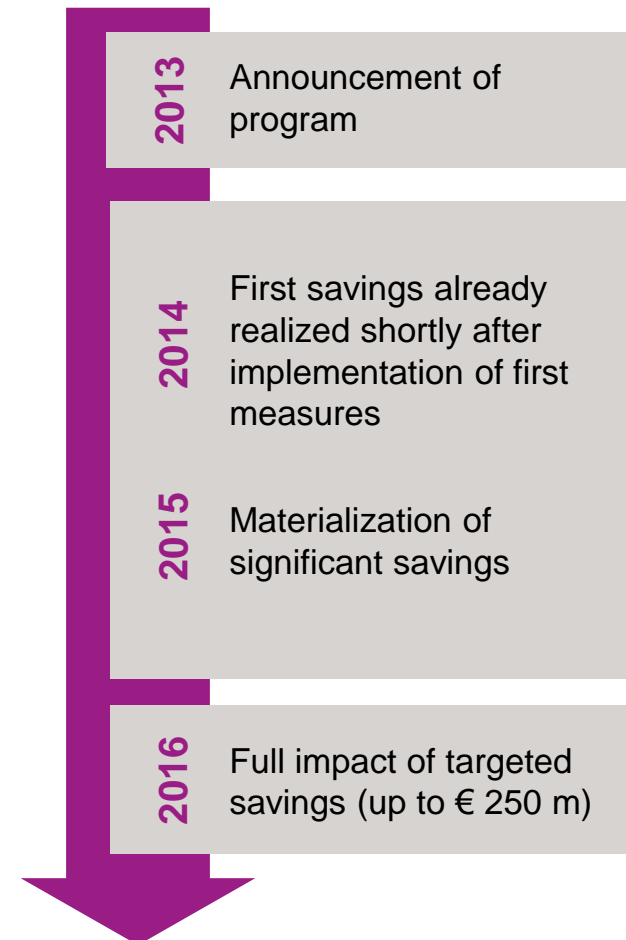 2013
Announcement of
program
2014
First savings already
realized shortly after
implementation of first
measures
2015
Materialization of
significant savings
2016
Full impact of targeted
savings (up to € 250 m)